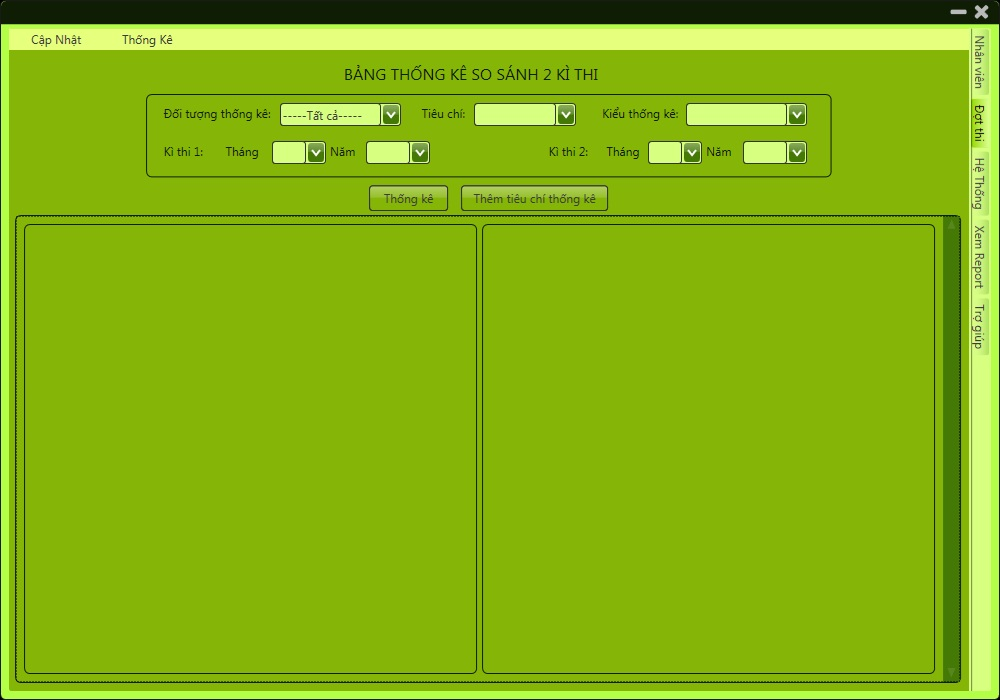 Cập Nhật Thống Kê
BẢNG THỐNG KÊ SO SÁNH 2 KÌ THI
Đối tượng thống kê: -----Tất cả----- Tiêu chí: Kiểu thống kê:
Kì thi 1: Tháng Năm Kì thi 2: Tháng Năm
Thống kê Thêm tiêu chí thống kê
Nhân viên
Đợt thi
Hệ Thống
Xem Report
Trợ giúp